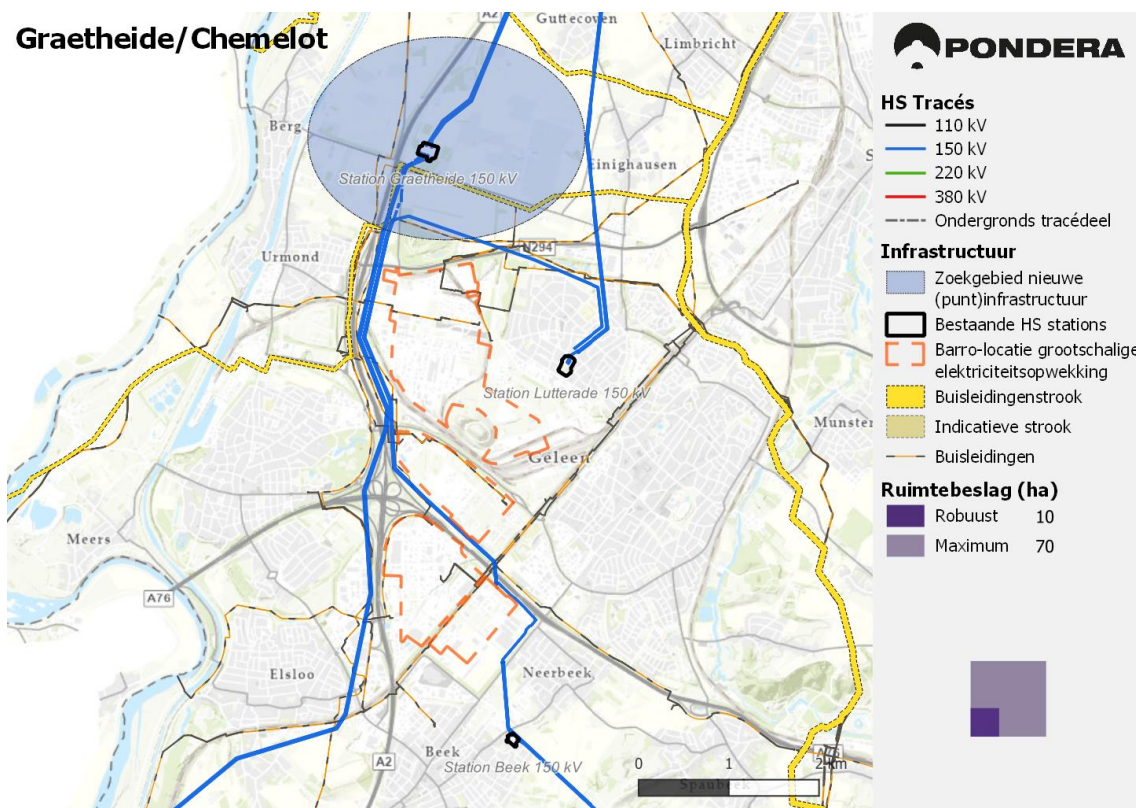 Graetheide/Chemelot
A2
Guttecoven
Limbricht
Berg
Station Graetheide 150 kV
Einighausen
Urmond
N294
Station Lutterade 150 kV
Munster
Geleen
Meers
A76
Elsloo
Neerbeek
Beek
A2
Station Beek 150 kV
A76
Spaubeek
0 1 2 km
PONDERA
HS Tracés
110 kV
150 kV
220 kV
380 kV
Ondergronds tracédeel
Infrastructuur
Zoekgebied nieuwe
(punt)infrastructuur
Bestaande HS stations
Barro-locatie grootschalige
elektriciteitsopwekking
Buisleidingenstrook
Indicatieve strook
Buisleidingen
Ruimtebeslag (ha)
Robuust 10
Maximum 70